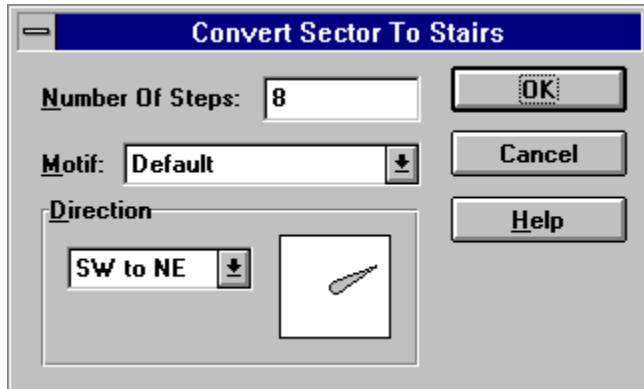 Convert Sector To Stairs
Number Of Steps: 8
OK
Motif: Default
Cancel
Direction
Help
SW to NE